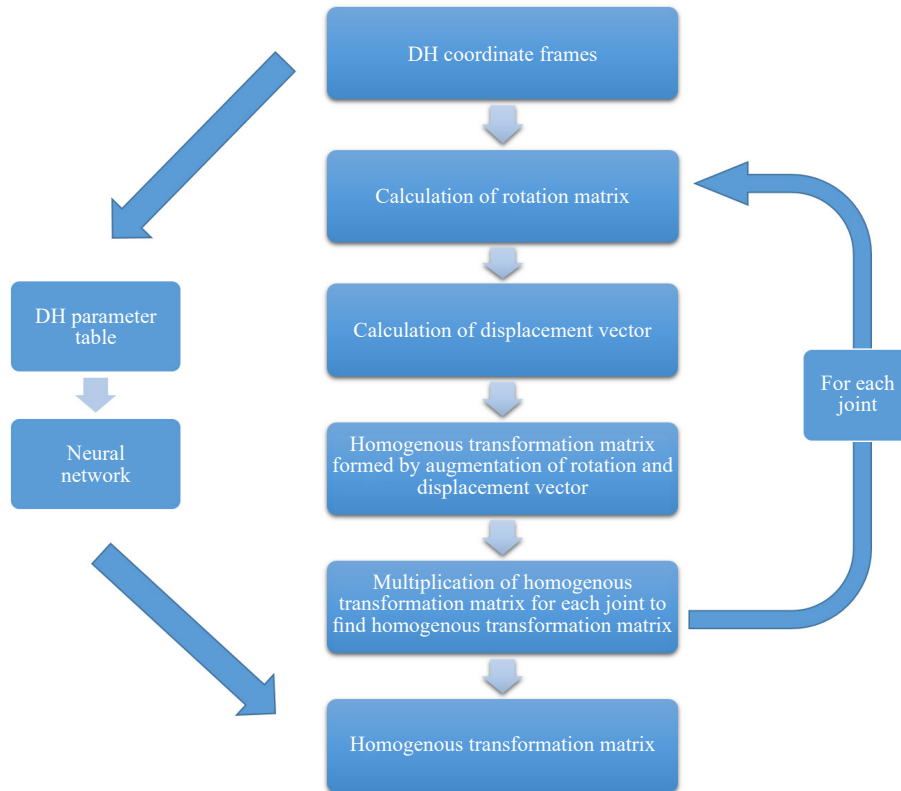 DH coordinate frames
Calculation of rotation matrix
Calculation of displacement vector
Homogenous transformation matrix
formed by augmentation of rotation and
displacement vector
Multiplication of homogenous
transformation matrix for each joint to
find homogenous transformation matrix
Homogenous transformation matrix
DH parameter
table
Neural
network
For each
joint